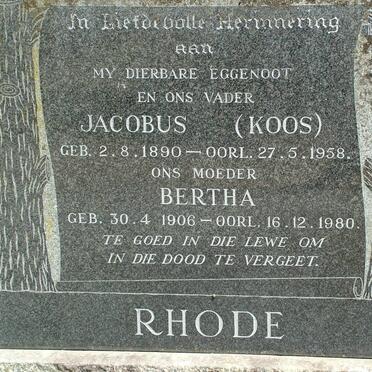 In Liefdevolle Herinnering
aan
MY DIERBARE EGGENOOT
EN ONS VADER
JACOBUS (KOOS)
GEB. 2.8.1890 — OORL. 27.5.1958.
ONS MOEDER
BERTHA
GEB. 30.4 1906 — OORL. 16.12.1980.
TE GOED IN DIE LEWE OM
IN DIE DOOD TE VERGEET.
RHODE